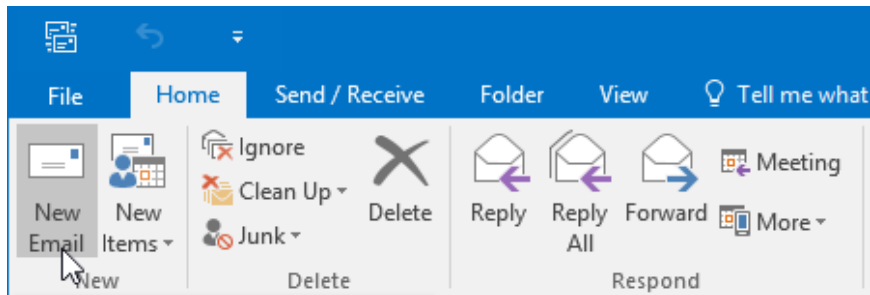 File Home Send / Receive Folder View Tell me what
Ignore
Clean Up
Junk
New
Email
New
Items
Delete
Reply
Reply
All
Forward
Meeting
More
New
Delete
Respond